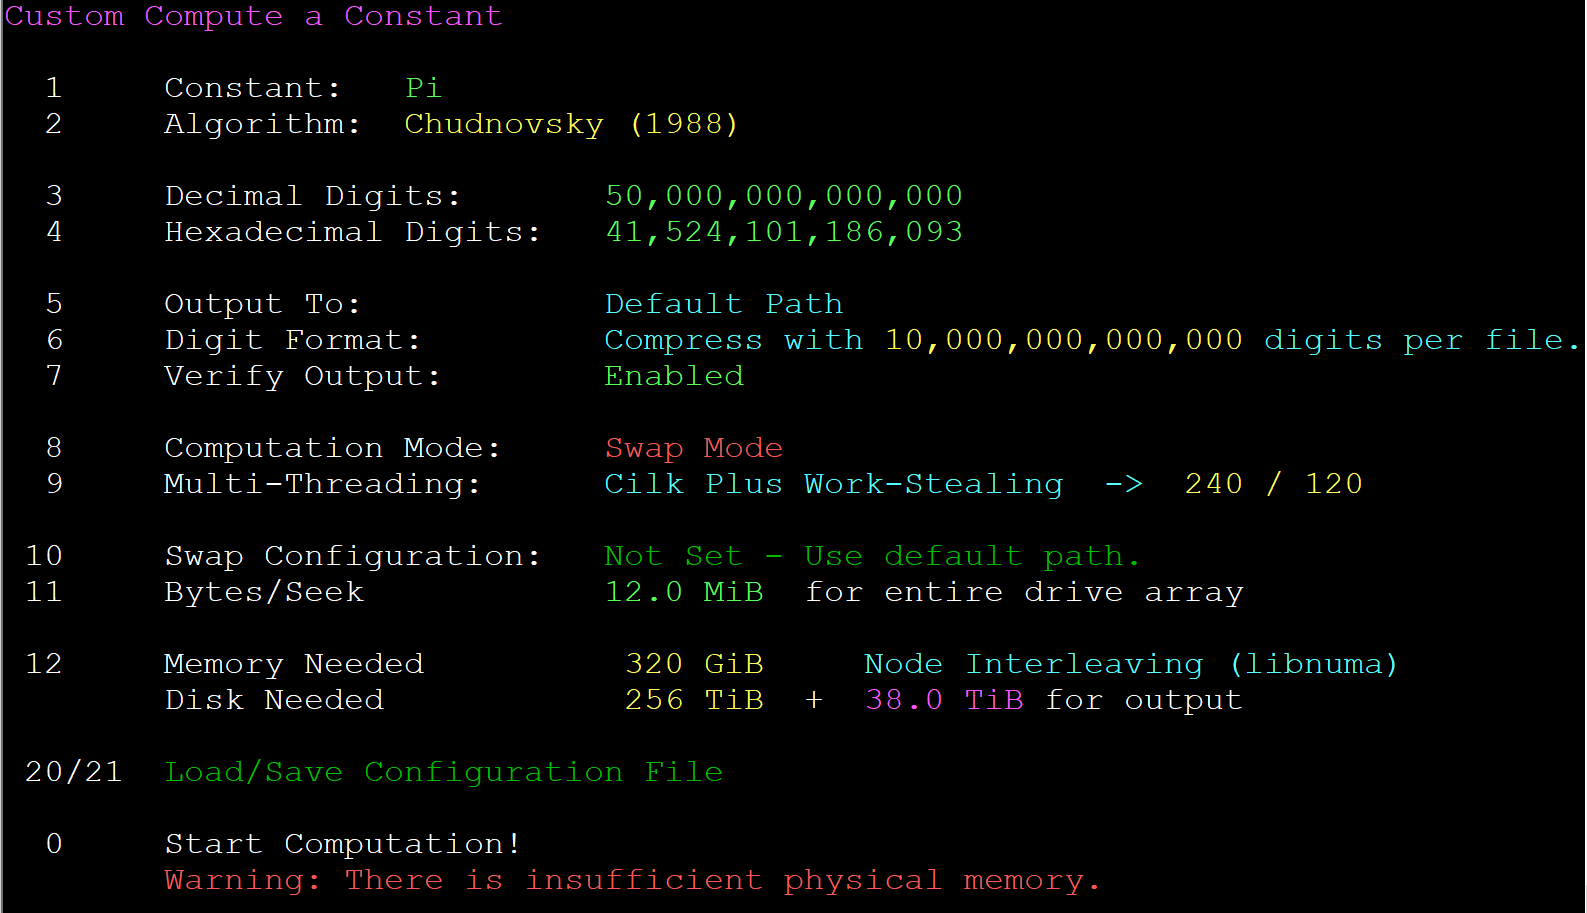 Custom Compute a Constant
1 Constant: Pi
2 Algorithm: Chudnovsky (1988)
3 Decimal Digits: 50,000,000,000,000
4 Hexadecimal Digits: 41,524,101,186,093
5 Output To: Default Path
6 Digit Format: Compress with 10,000,000,000,000 digits per file.
7 Verify Output: Enabled
8 Computation Mode: Swap Mode
9 Multi-Threading: Cilk Plus Work-Stealing -> 240 / 120
10 Swap Configuration: Not Set - Use default path.
11 Bytes/Seek 12.0 MiB for entire drive array
12 Memory Needed 320 GiB Node Interleaving (libnuma)
Disk Needed 256 TiB + 38.0 TiB for output
20/21 Load/Save Configuration File
0 Start Computation!
Warning: There is insufficient physical memory.